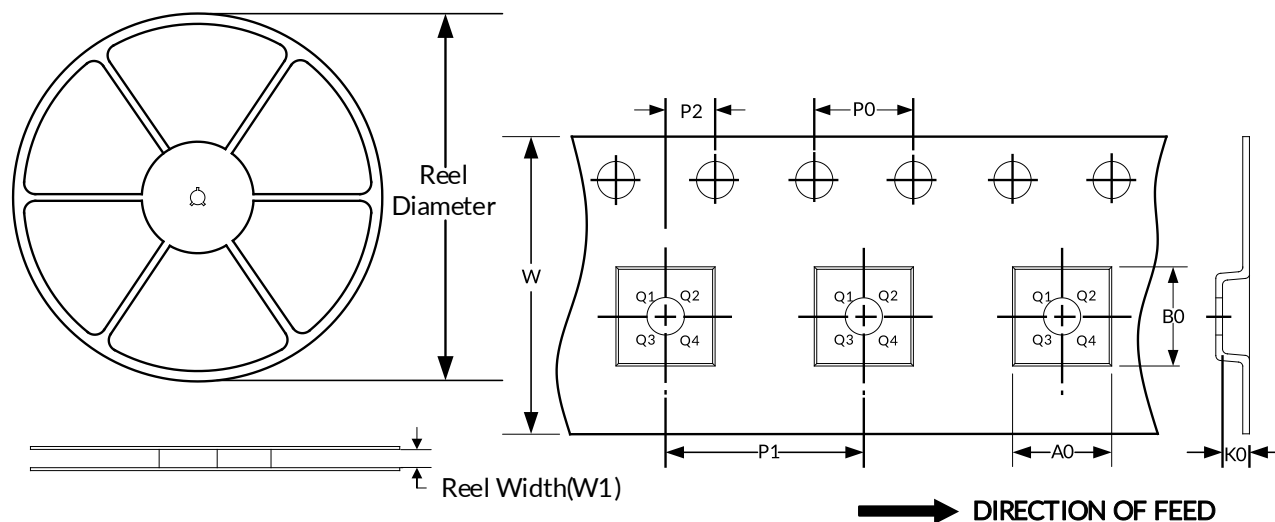 Reel
Diameter
P2
P0
W
Q1 Q2
Q3 Q4
Q1 Q2
Q3 Q4
Q1 Q2
Q3 Q4
B0
P1
A0
K0
Reel Width(W1)
DIRECTION OF FEED